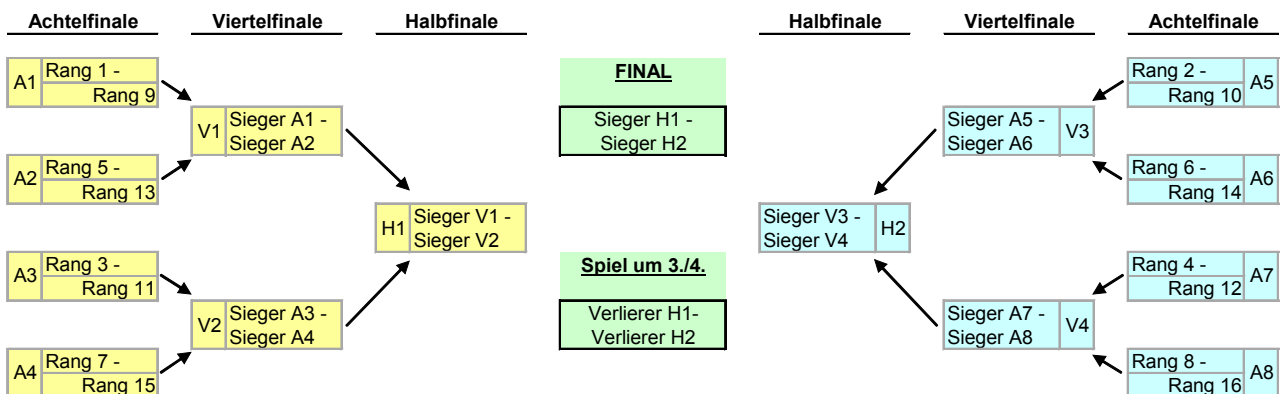 Achtelfinale
Viertelfinale
Halbfinale
Halbfinale
Viertelfinale
Achtelfinale
A1
Rang 1 -
Rang 9
A2
Rang 5 -
Rang 13
A3
Rang 3 -
Rang 11
A4
Rang 7 -
Rang 15
V1
Sieger A1 -
Sieger A2
V2
Sieger A3 -
Sieger A4
H1
Sieger V1 -
Sieger V2
FINAL
Sieger H1 -
Sieger H2
Spiel um 3./4.
Verlierer H1-
Verlierer H2
Sieger V3 -
Sieger V4
H2
Sieger A5 -
Sieger A6
V3
Sieger A7 -
Sieger A8
V4
Rang 2 -
Rang 10
A5
Rang 6 -
Rang 14
A6
Rang 4 -
Rang 12
A7
Rang 8 -
Rang 16
A8